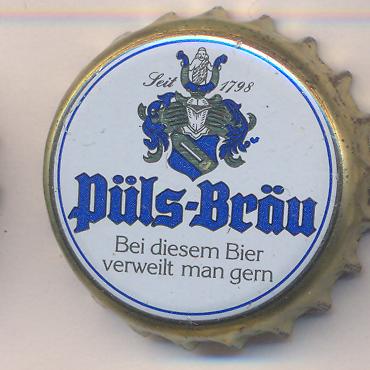 Seit 1798
Püls-Bräu
Bei diesem Bier
verweilt man gern